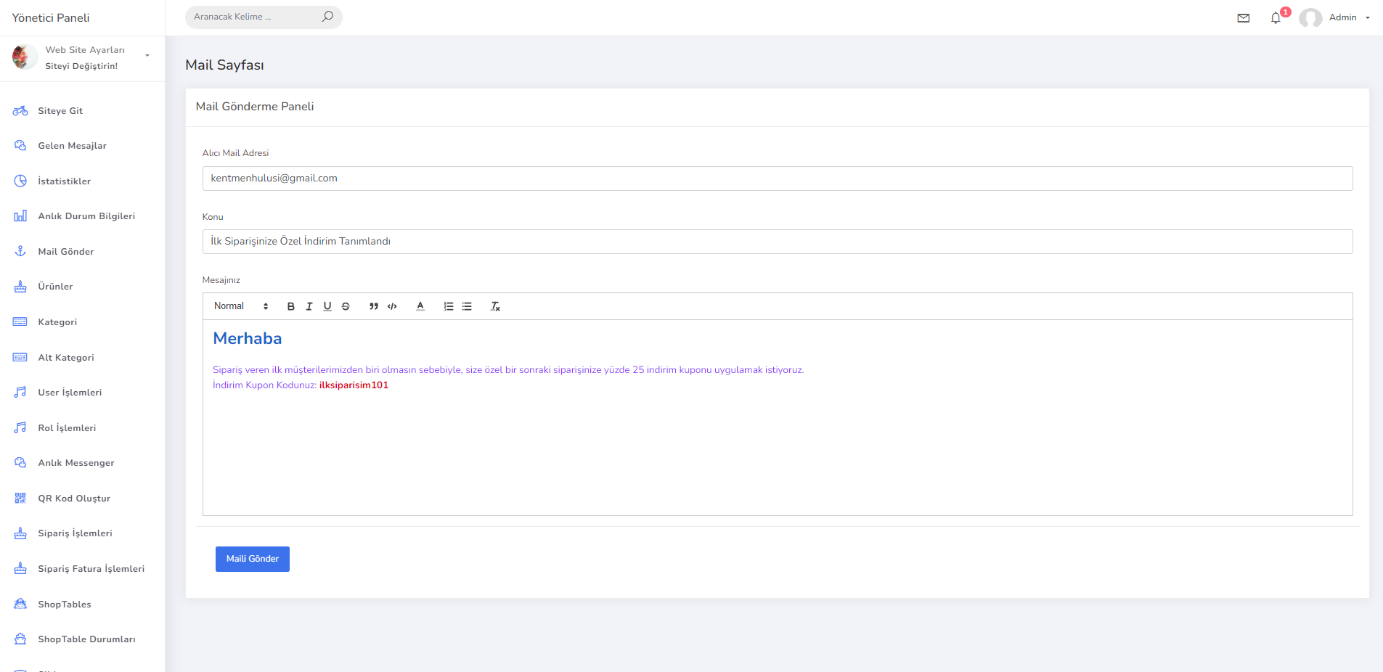 Yönetici Paneli
Aranacak Kelime ...
1
Admin
Web Site Ayarları
Siteyi Değiştirin!
Siteye Git
Gelen Mesajlar
İstatistikler
Anlık Durum Bilgileri
Mail Gönder
Ürünler
Kategori
Alt Kategori
User İşlemleri
Rol İşlemleri
Anlık Messenger
QR Kod Oluştur
Sipariş İşlemleri
Sipariş Fatura İşlemleri
ShopTables
ShopTable Durumları
Mail Sayfası
Mail Gönderme Paneli
Alıcı Mail Adresi
kentmenhulusi@gmail.com
Konu
İlk Siparişinize Özel İndirim Tanımlandı
Mesajınız
Normal
Merhaba
Sipariş veren ilk müşterilerimizden biri olmasın sebebiyle, size özel bir sonraki siparişinize yüzde 25 indirim kuponu uygulamak istiyoruz.
İndirim Kupon Kodunuz: ilksiparisim101
Maili Gönder